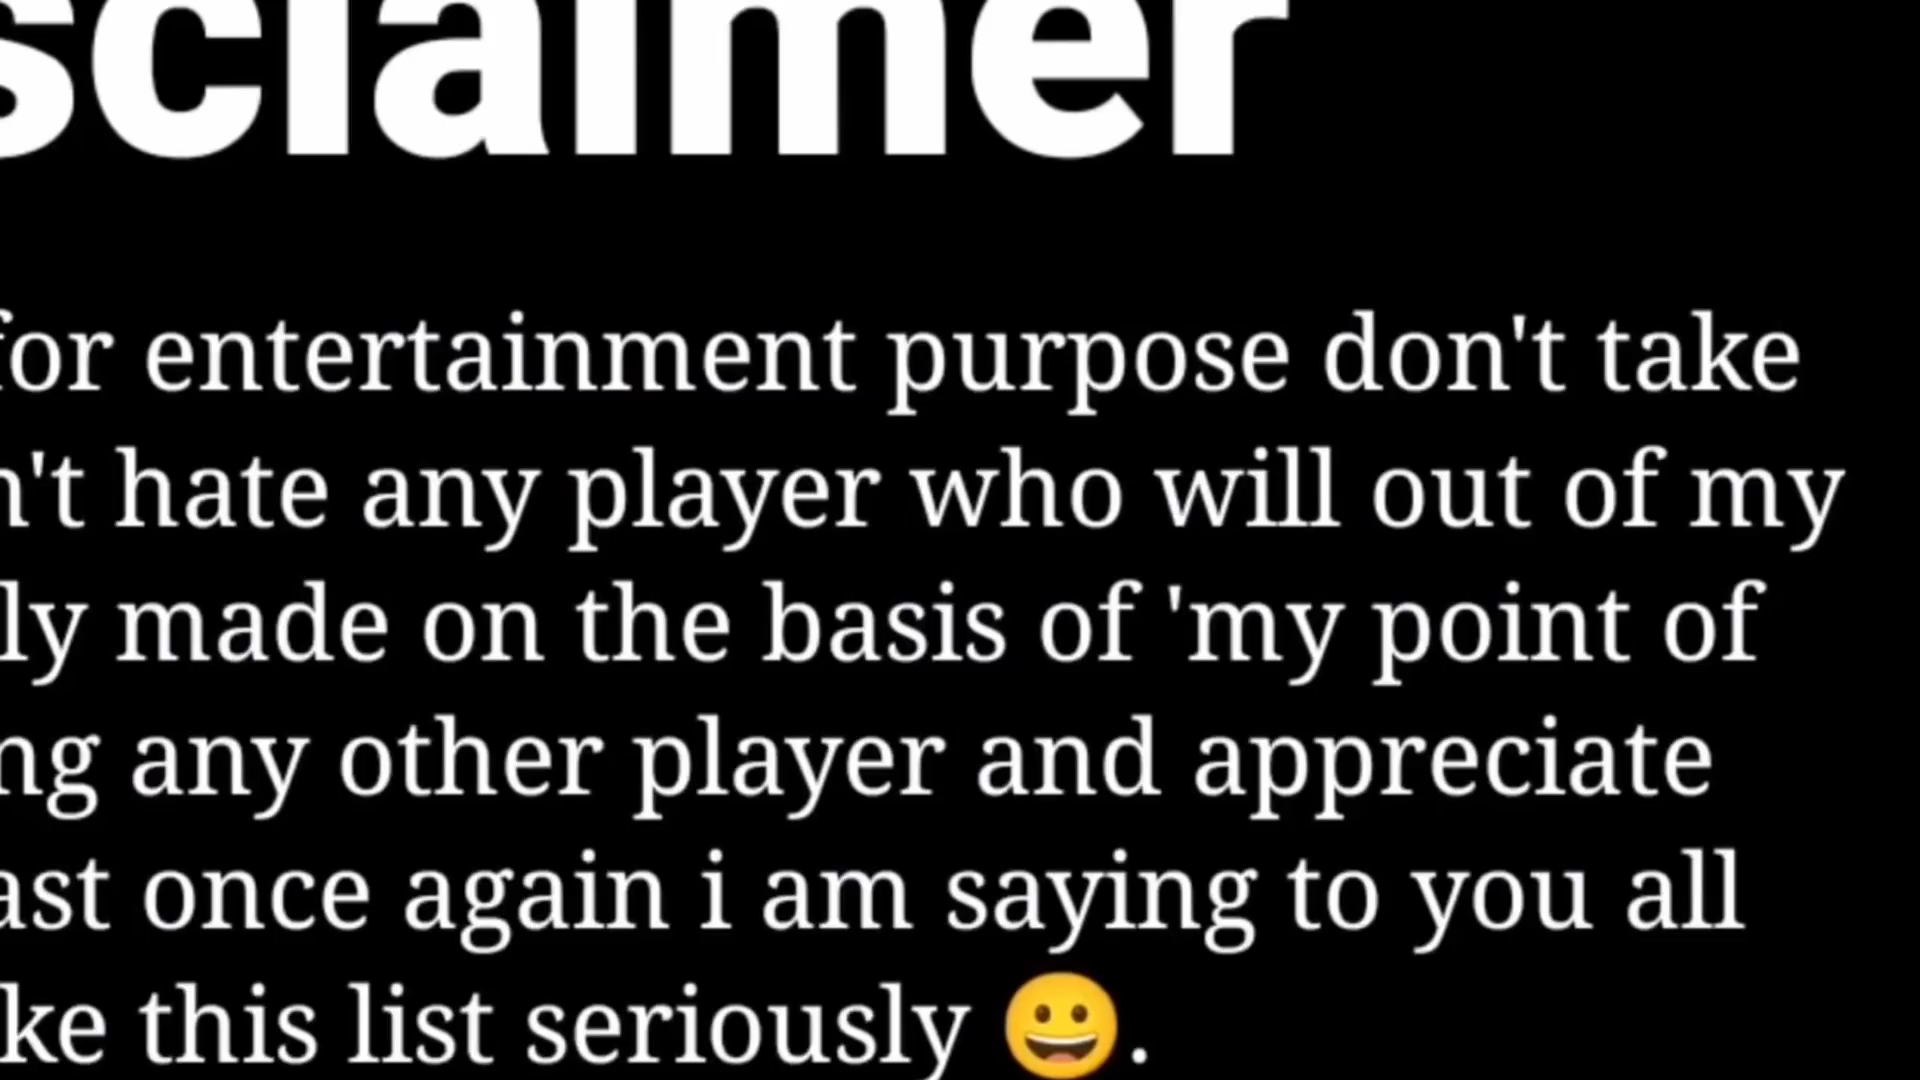 sclaimer
for entertainment purpose don't take
n't hate any player who will out of my
ly made on the basis of 'my point of
ng any other player and appreciate
ast once again i am saying to you all
ke this list seriously 😀.